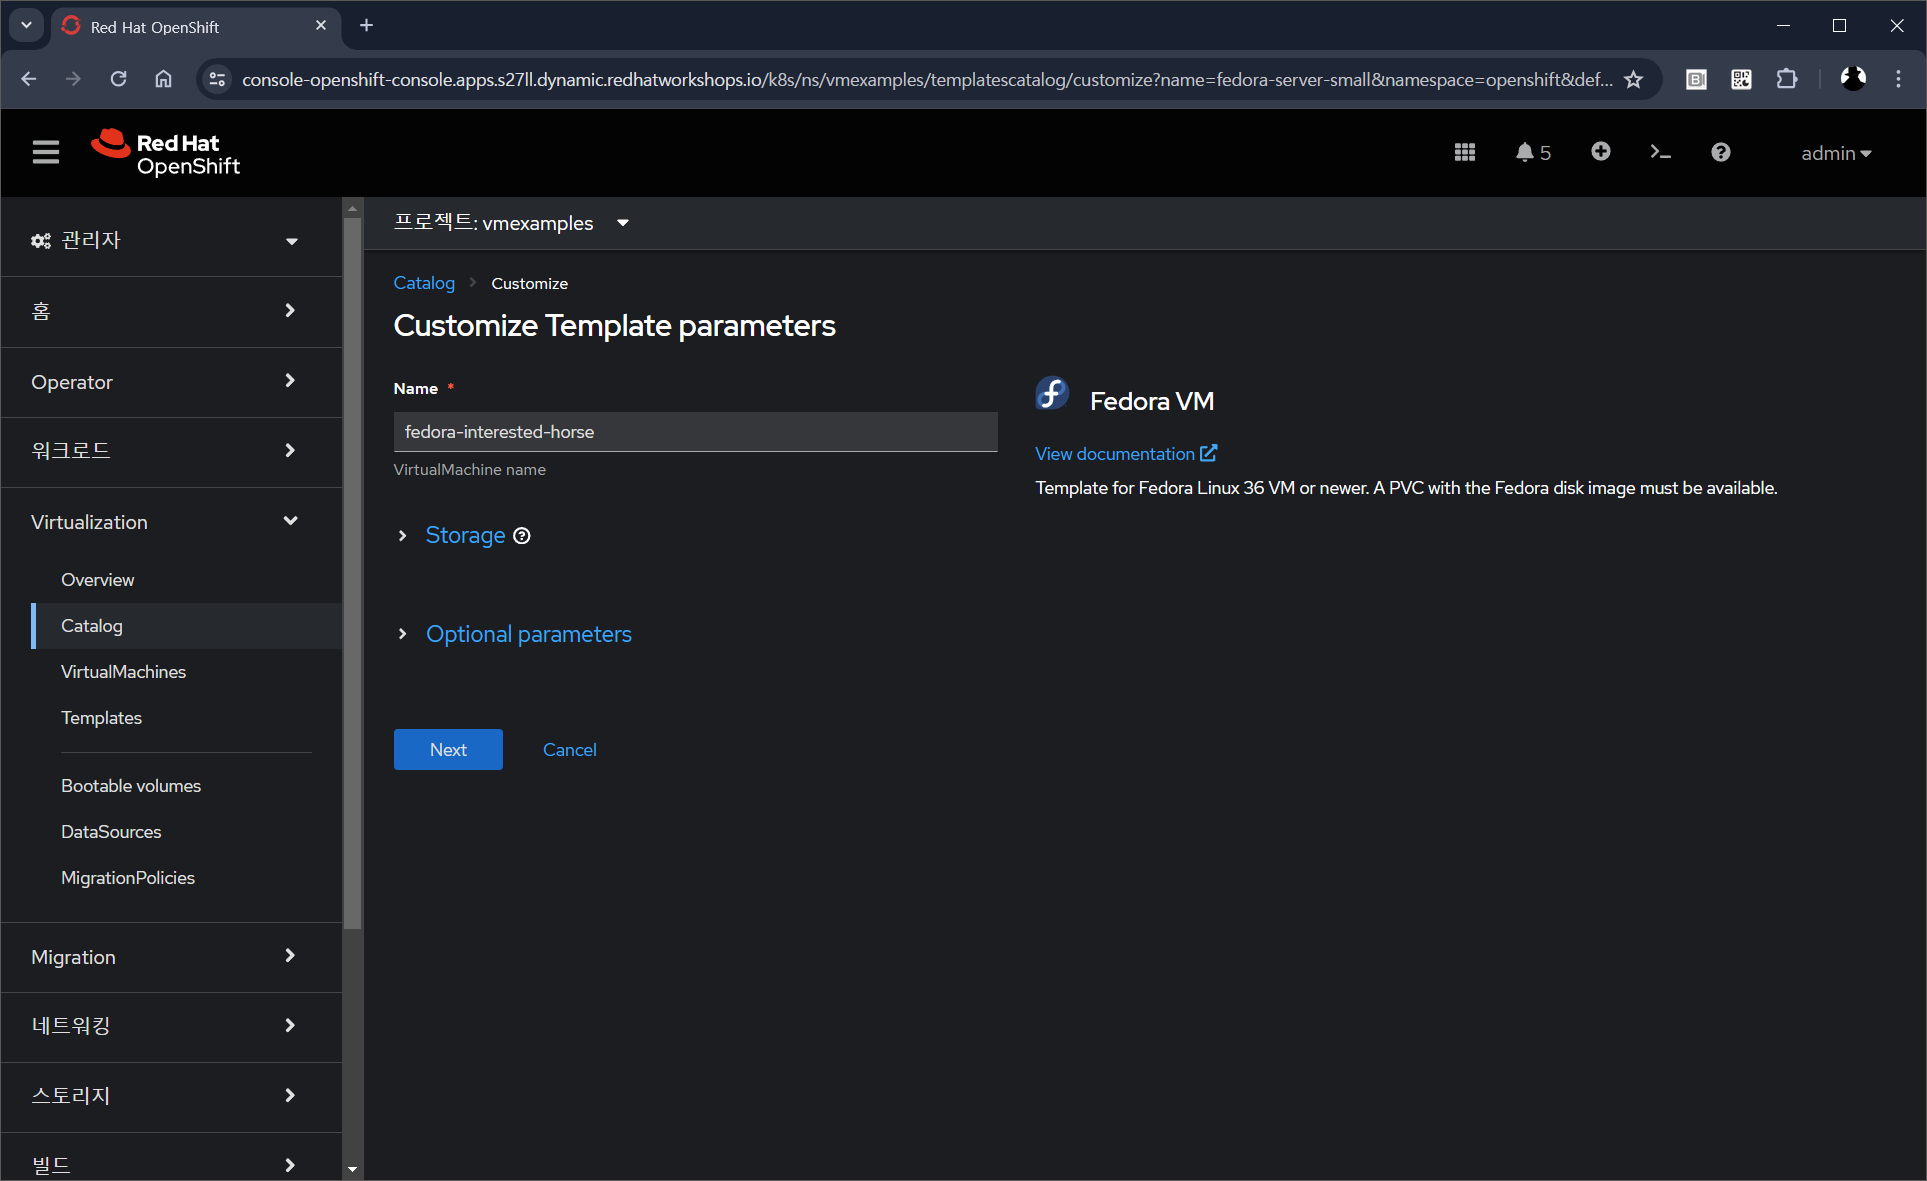 Red Hat OpenShift
console-openshift-console.apps.s27ll.dynamic.redhatworkshops.io/k8s/ns/vmexamples/templatescatalog/customize?name=fedora-server-small&namespace=openshift&def...
Red Hat
OpenShift
5
admin
관리자
홈
Operator
워크로드
Virtualization
Overview
Catalog
VirtualMachines
Templates
Bootable volumes
DataSources
MigrationPolicies
Migration
네트워킹
스토리지
빌드
프로젝트: vmexamples
Catalog
Customize
Customize Template parameters
Name *
fedora-interested-horse
VirtualMachine name
Storage
Optional parameters
Next
Cancel
Fedora VM
View documentation
Template for Fedora Linux 36 VM or newer. A PVC with the Fedora disk image must be available.